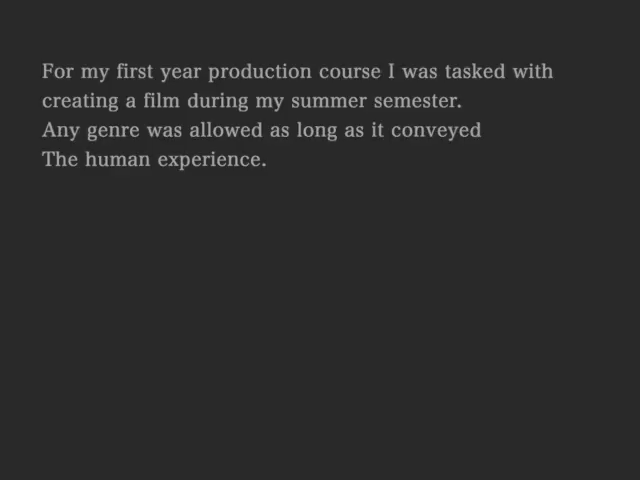 For my first year production course I was tasked with
creating a film during my summer semester.
Any genre was allowed as long as it conveyed
The human experience.